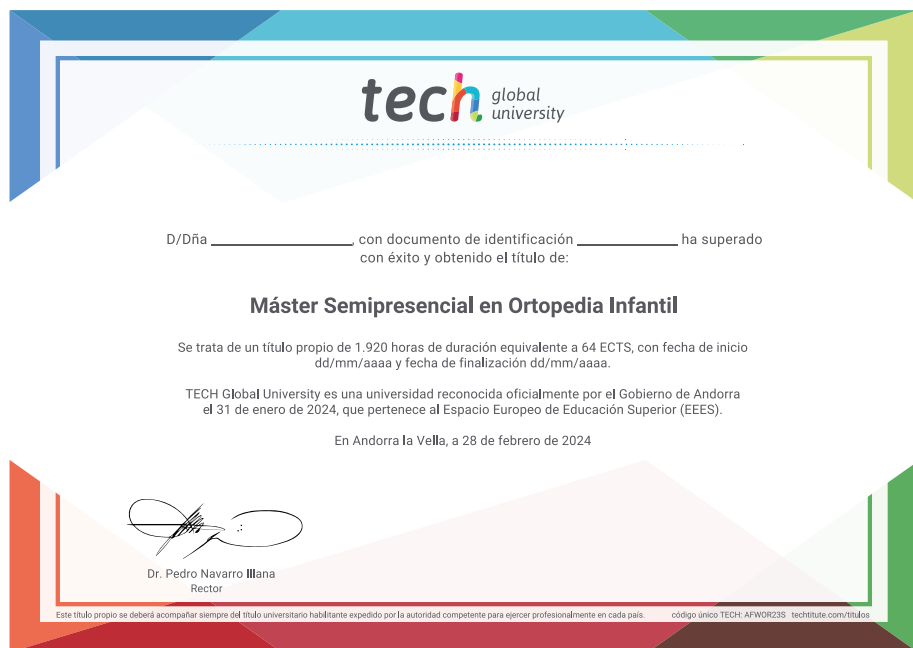 tech global university
D/Dña ________________, con documento de identificación ____________ ha superado
con éxito y obtenido el título de:
Máster Semipresencial en Ortopedia Infantil
Se trata de un título propio de 1.920 horas de duración equivalente a 64 ECTS, con fecha de inicio
dd/mm/aaaa y fecha de finalización dd/mm/aaaa.
TECH Global University es una universidad reconocida oficialmente por el Gobierno de Andorra
el 31 de enero de 2024, que pertenece al Espacio Europeo de Educación Superior (EEES).
En Andorra la Vella, a 28 de febrero de 2024
Dr. Pedro Navarro Illana
Rector
Este título propio se deberá acompañar siempre del título universitario habilitante expedido por la autoridad competente para ejercer profesionalmente en cada país. código único TECH: AFWOR23S techtitute.com/titulos